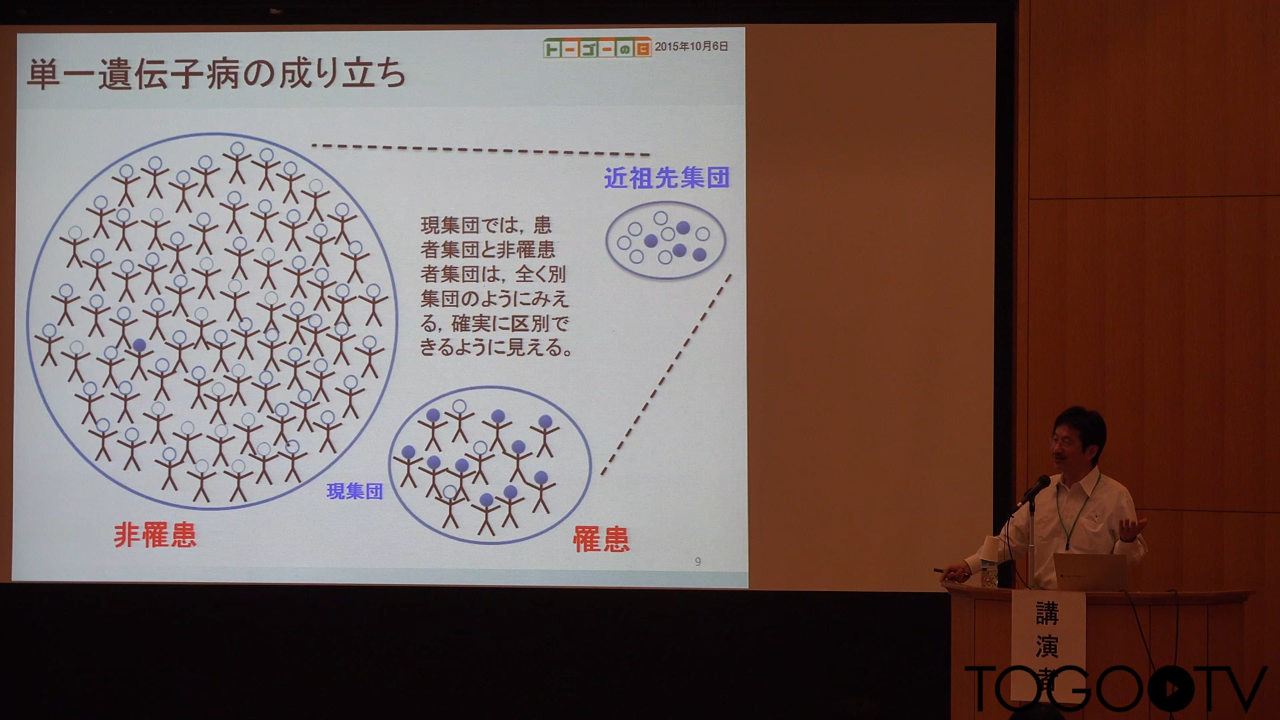 トーゴーの日 2015年10月6日
単一遺伝子病の成り立ち
近祖先集団
現集団では, 患
者集団と非罹患
者集団は, 全く別
集団のようにみえ
る, 確実に区別で
きるように見える。
現集団
非罹患
罹患
9
講演者
TOGOTV